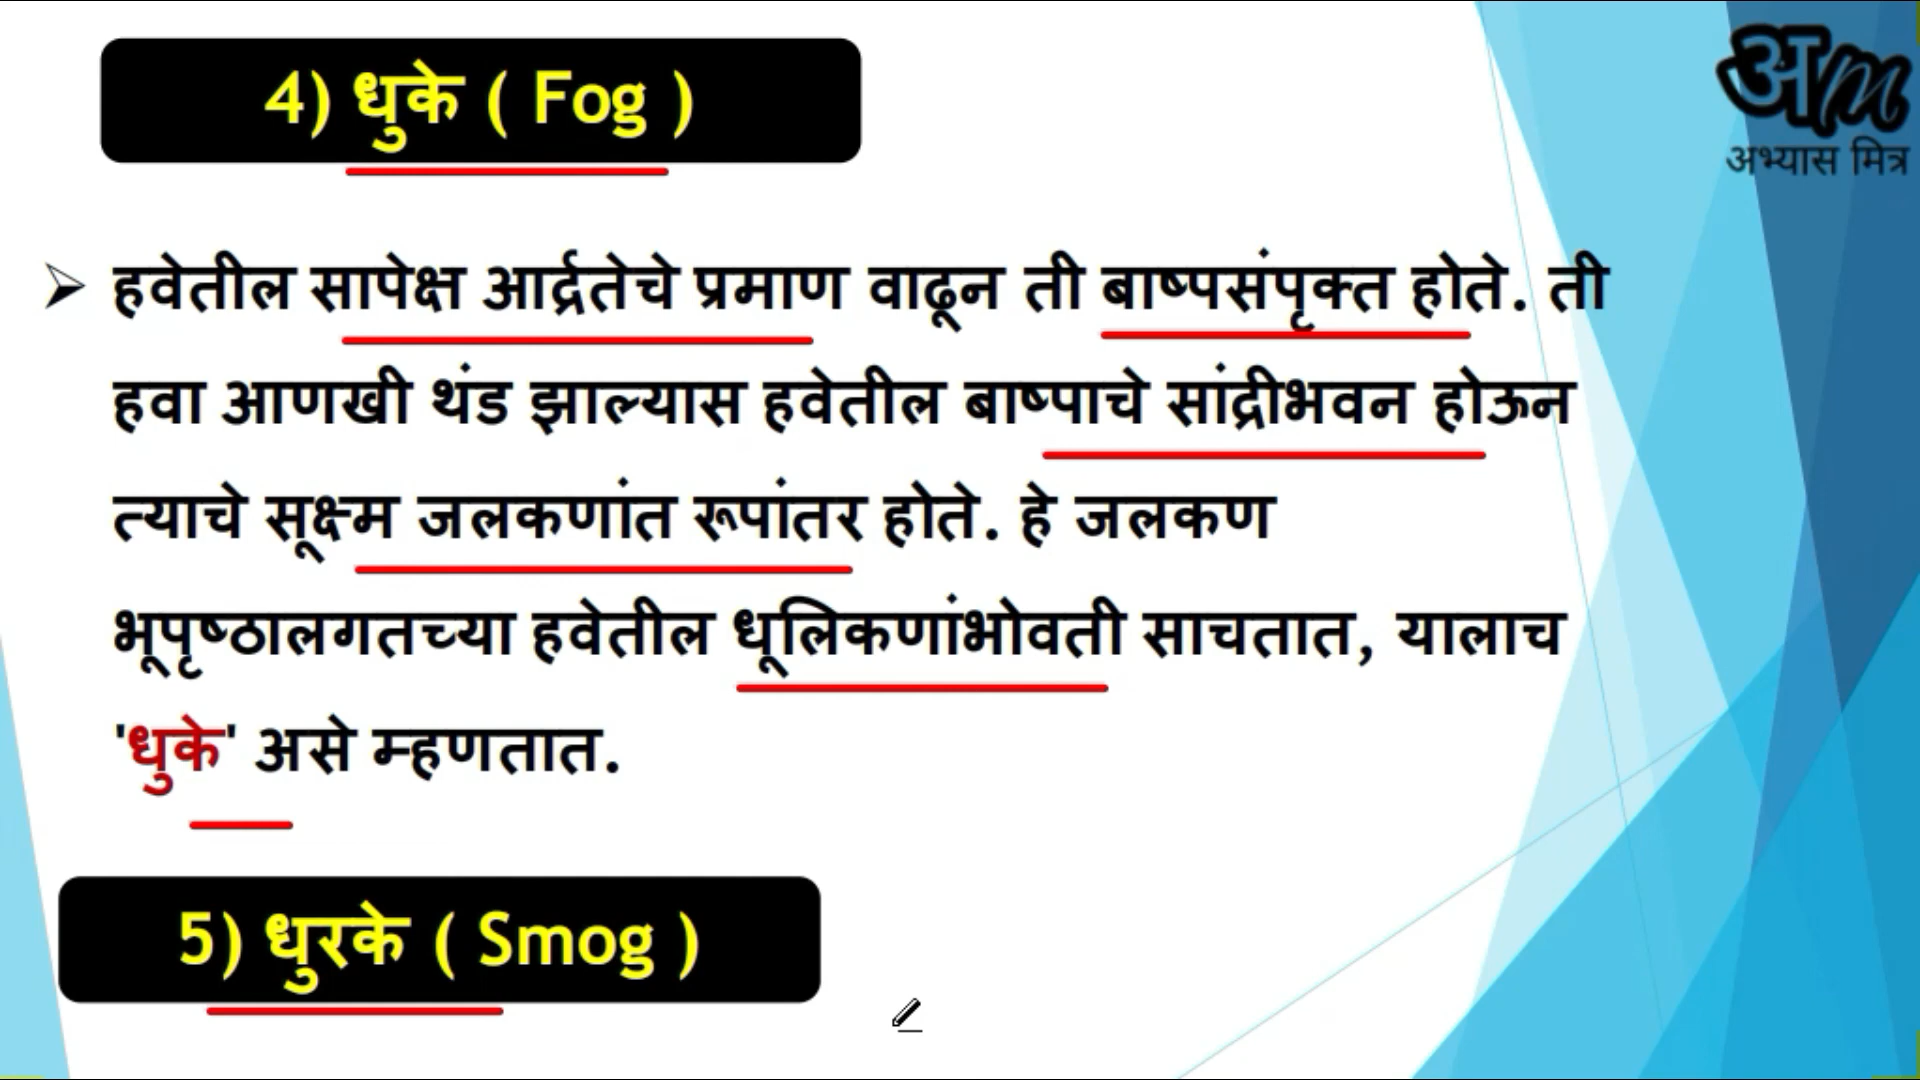 4) धुके ( Fog )
अm
अभ्यास मित्र
हवेतील सापेक्ष आर्द्रतेचे प्रमाण वाढून ती बाष्पसंपृक्त होते. ती
हवा आणखी थंड झाल्यास हवेतील बाष्पाचे सांद्रीभवन होऊन
त्याचे सूक्ष्म जलकणांत रूपांतर होते. हे जलकण
भूपृष्ठालगतच्या हवेतील धूलिकणांभोवती साचतात, यालाच
'धुके' असे म्हणतात.
5) धुरके ( Smog )